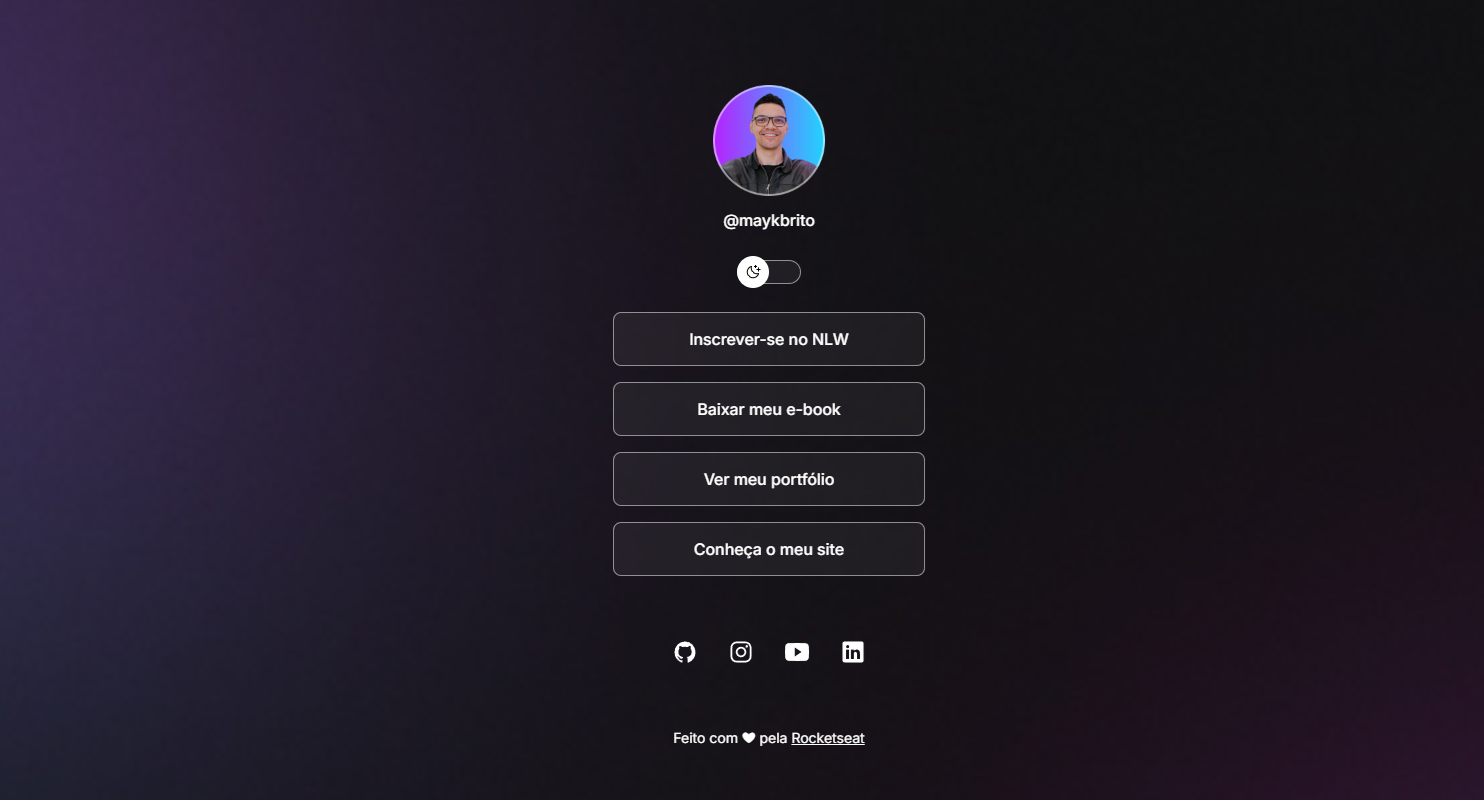 @maykbrito
Inscrever-se no NLW
Baixar meu e-book
Ver meu portfólio
Conheça o meu site
Feito com ♥ pela Rocketseat